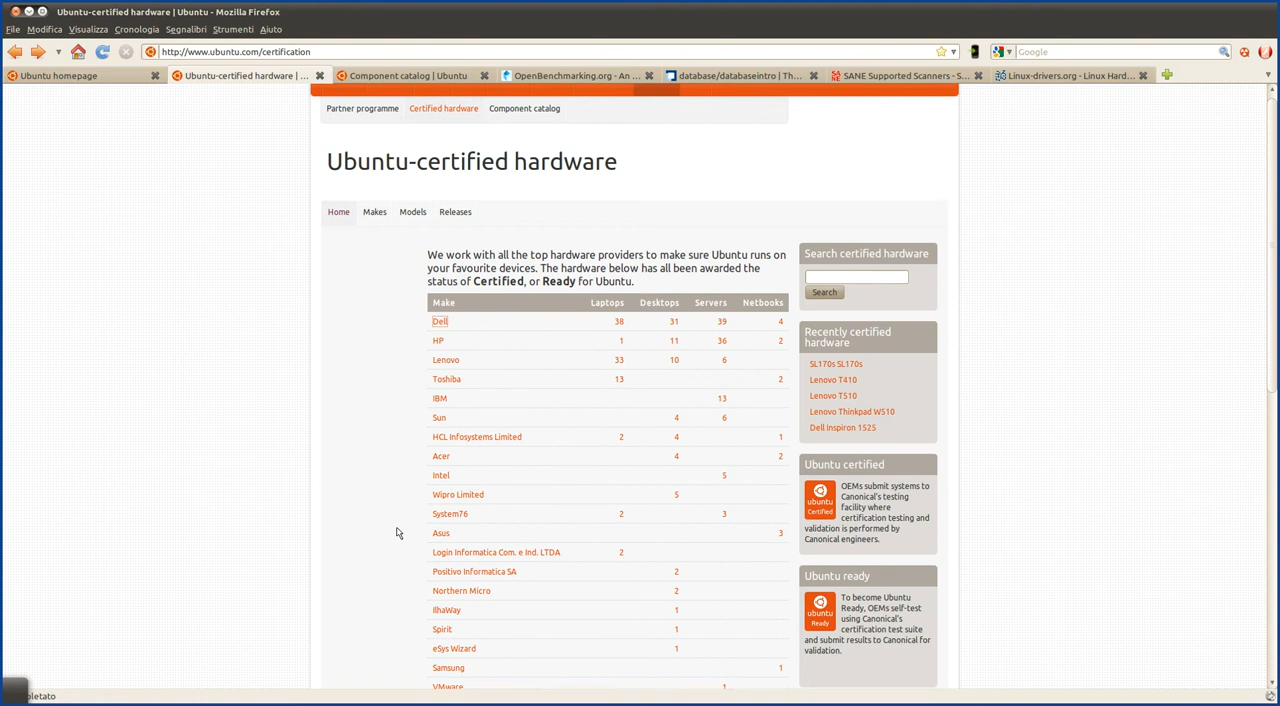 Ubuntu-certified hardware | Ubuntu - Mozilla Firefox
File Modifica Visualizza Cronologia Segnalibri Strumenti Aiuto
http://www.ubuntu.com/certification
Google
Ubuntu homepage
Ubuntu-certified hardware | ...
Component catalog | Ubuntu
OpenBenchmarking.org - An ...
database/databaseintro | Th...
SANE Supported Scanners - S...
Linux-drivers.org - Linux Hard...
Partner programme Certified hardware Component catalog
Ubuntu-certified hardware
Home Makes Models Releases
We work with all the top hardware providers to make sure Ubuntu runs on
your favourite devices. The hardware below has all been awarded the
status of Certified, or Ready for Ubuntu.
Make Laptops Desktops Servers Netbooks
Dell 38 31 39 4
HP 1 11 36 2
Lenovo 33 10 6
Toshiba 13 2
IBM 13
Sun 4 6
HCL Infosystems Limited 2 4 1
Acer 4 2
Intel 5
Wipro Limited 5
System76 2 3
Asus 3
Login Informatica Com. e Ind. LTDA 2
Positivo Informatica SA 2
Northern Micro 2
IlhaWay 1
Spirit 1
eSys Wizard 1
Samsung 1
VMware 1
Search certified hardware
Search
Recently certified
hardware
SL170s SL170s
Lenovo T410
Lenovo T510
Lenovo Thinkpad W510
Dell Inspiron 1525
Ubuntu certified
ubuntu
Certified
OEMs submit systems to
Canonical's testing
facility where
certification testing and
validation is performed by
Canonical engineers.
Ubuntu ready
ubuntu
Ready
To become Ubuntu
Ready, OEMs self-test
using Canonical's
certification test suite
and submit results to Canonical for
validation.
pletato